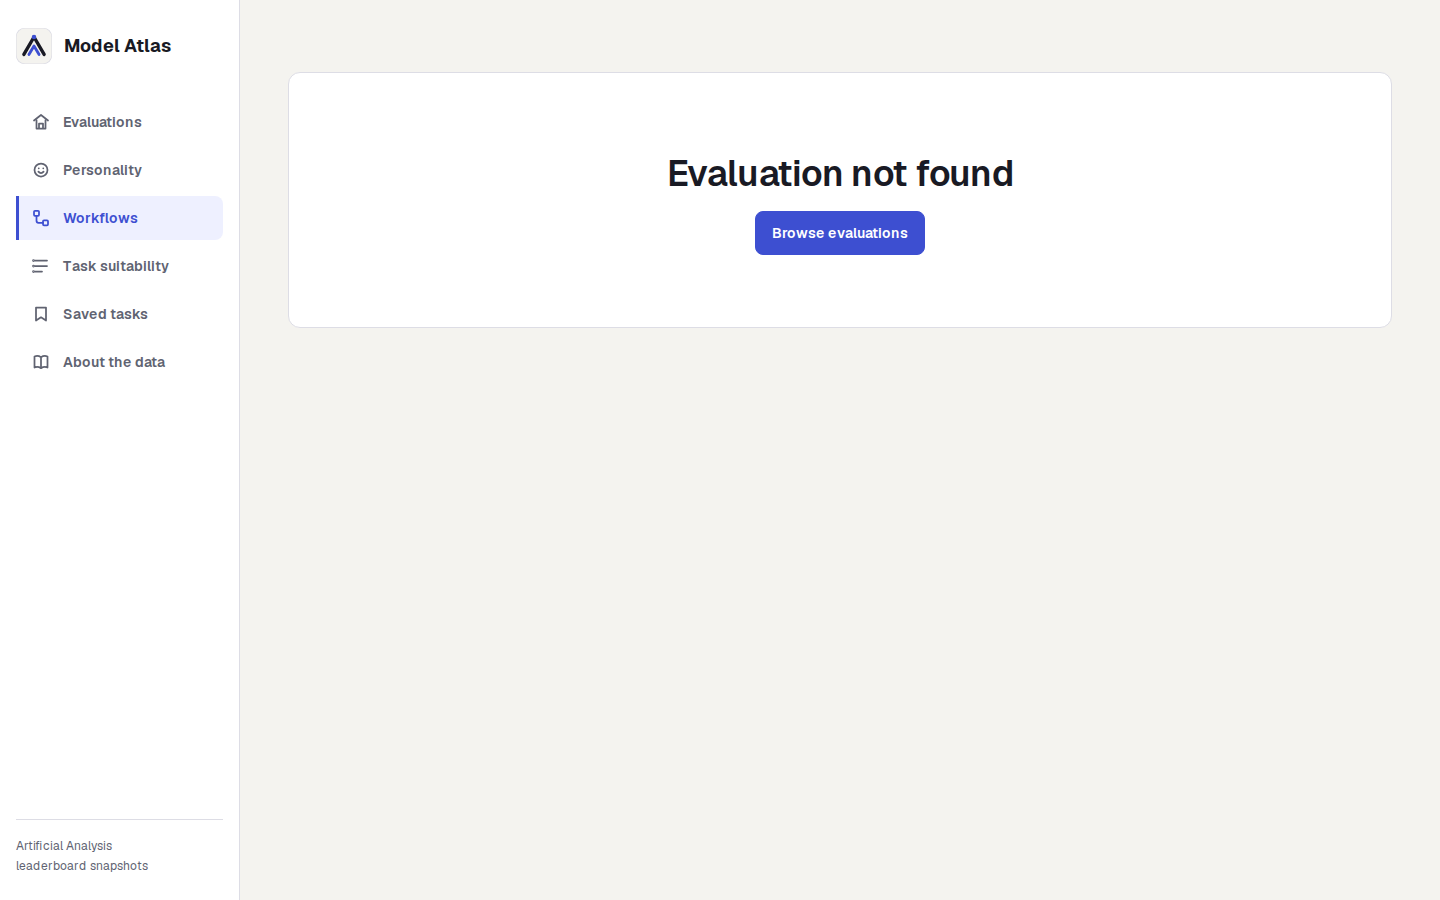 Model Atlas
Evaluations
Personality
Workflows
Task suitability
Saved tasks
About the data
Artificial Analysis
leaderboard snapshots
Evaluation not found
Browse evaluations